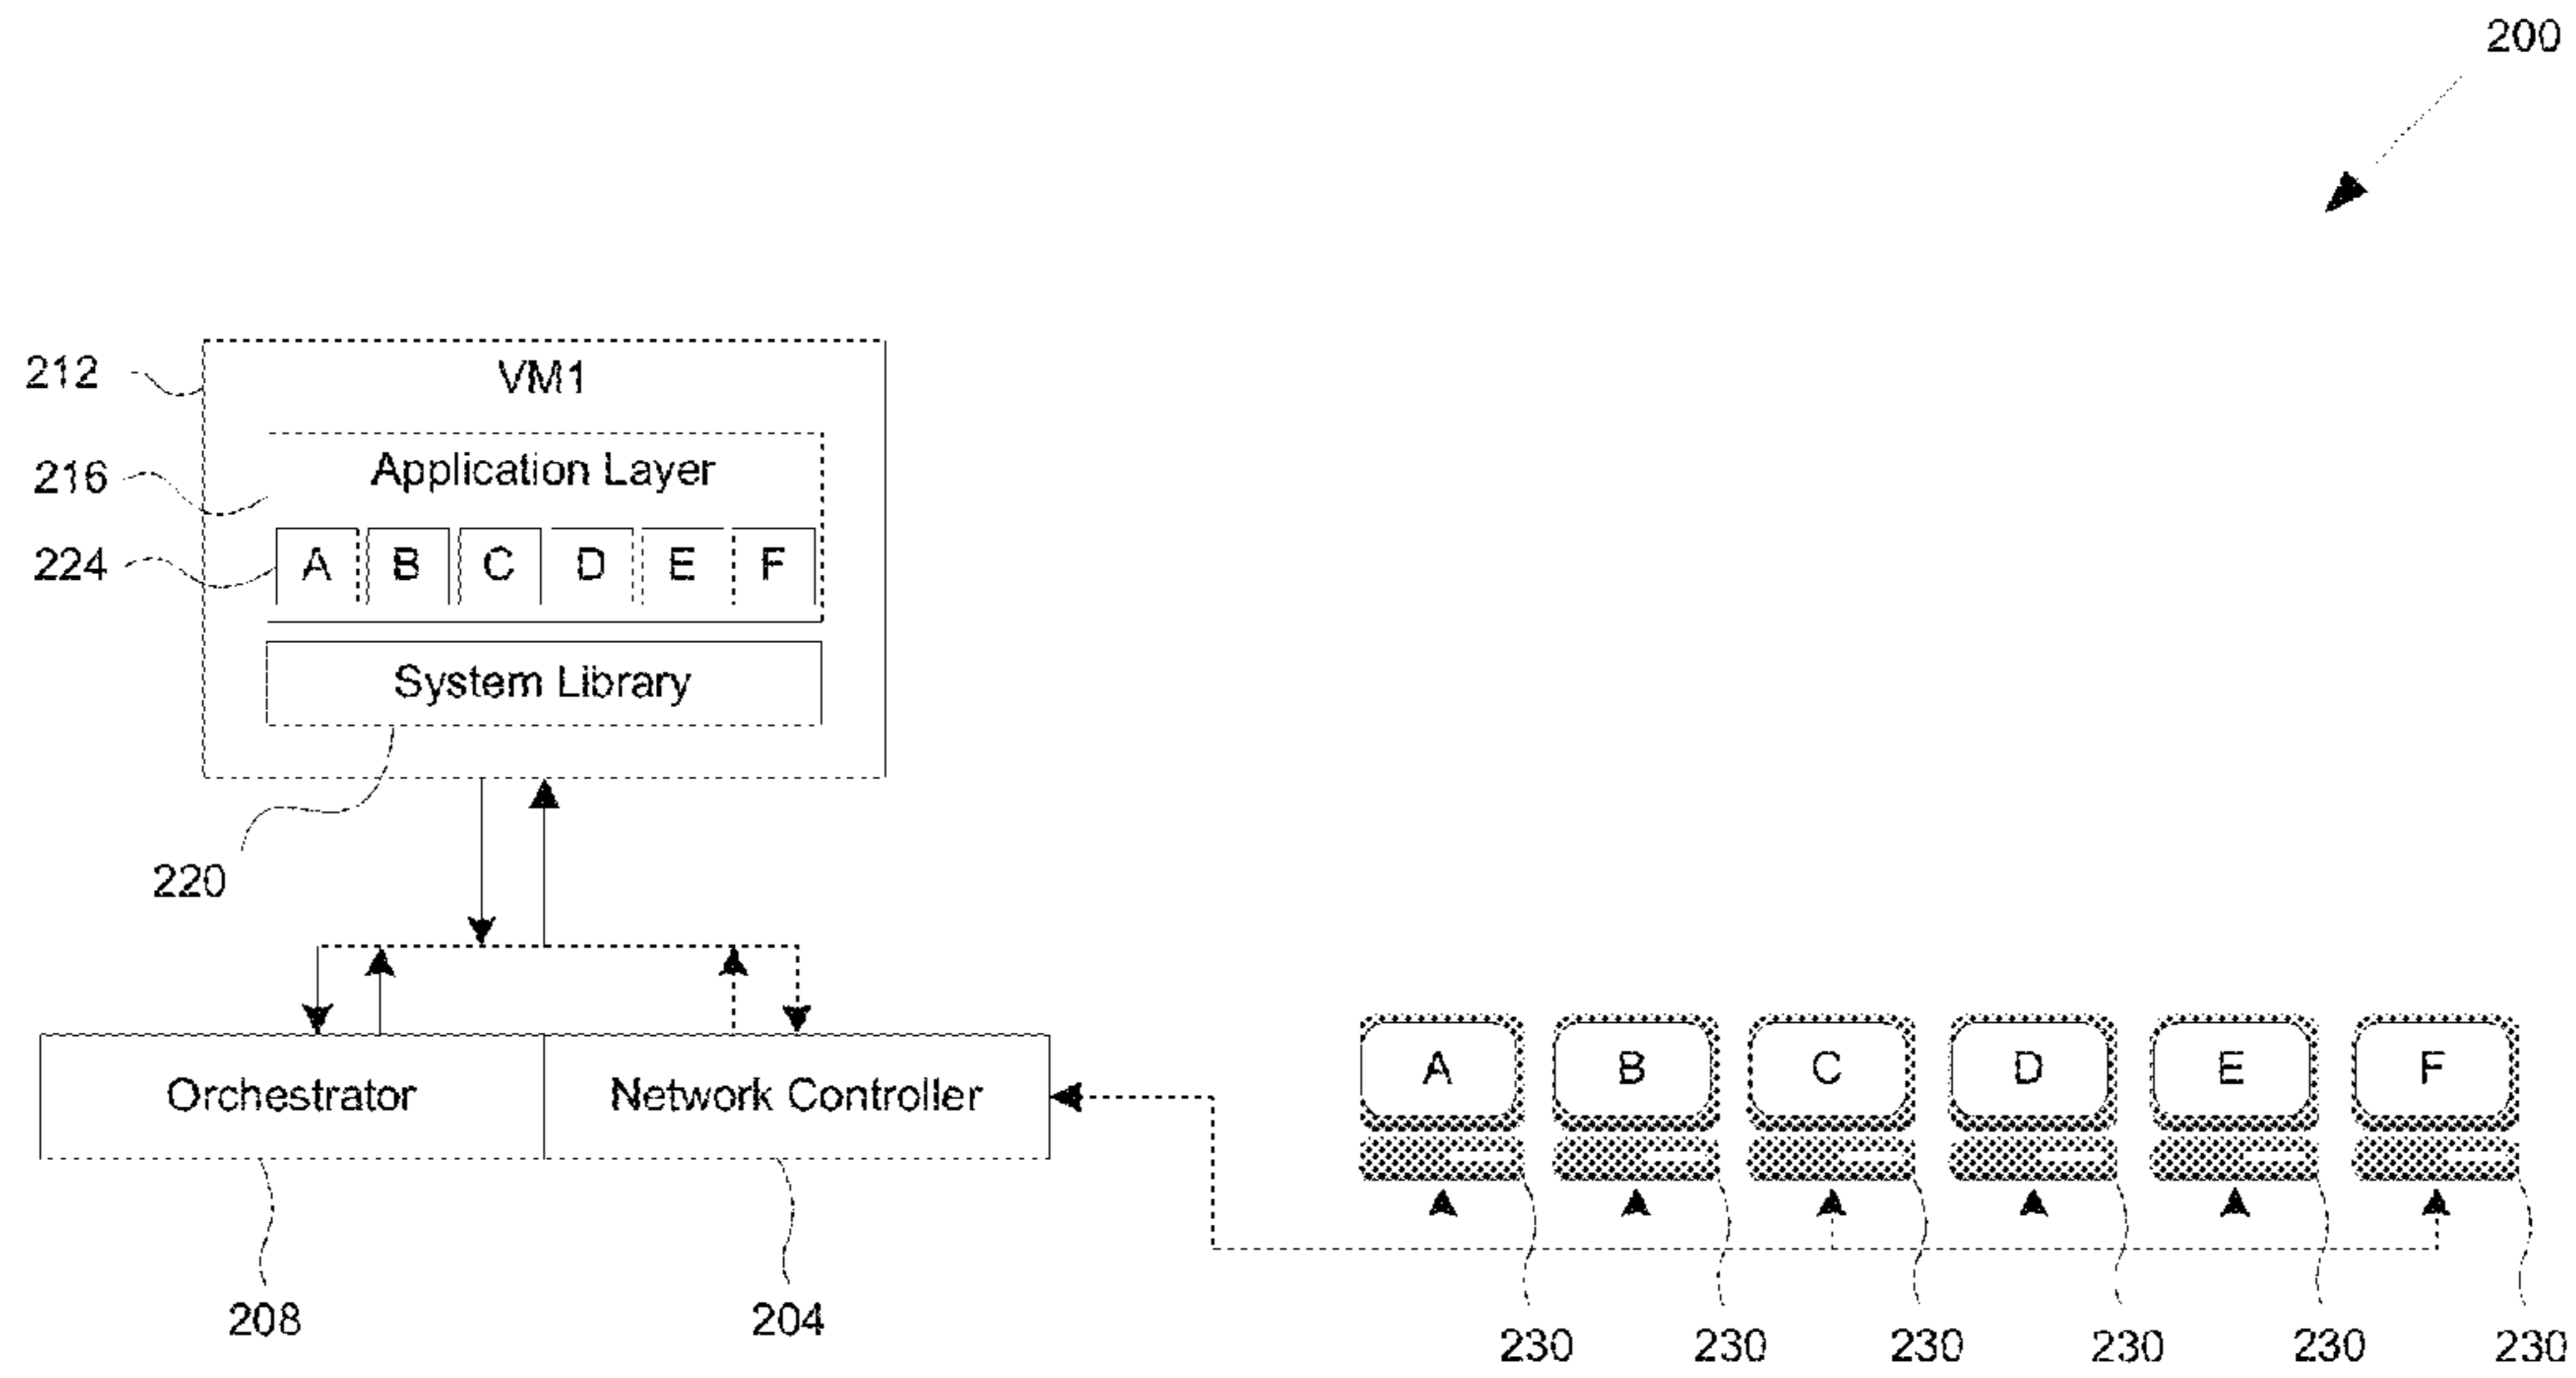 200
212
VM1
216
Application Layer
224
A B C D E F
System Library
220
Orchestrator
Network Controller
A B C D E F
208
204
230 230 230 230 230 230